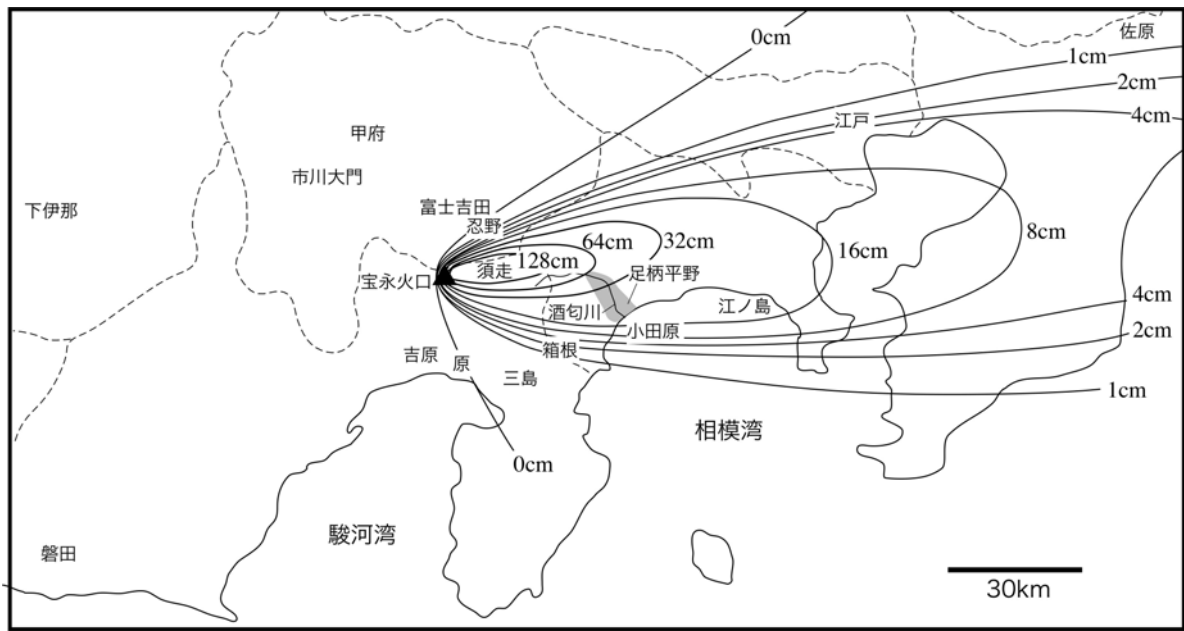 佐原
0cm
1cm
2cm
4cm
江戸
甲府
市川大門
下伊那
富士吉田
忍野
64cm
32cm
8cm
16cm
128cm
須走
足柄平野
宝永火口
酒匂川
江ノ島
小田原
4cm
2cm
箱根
吉原
原
三島
1cm
相模湾
0cm
駿河湾
磐田
30km